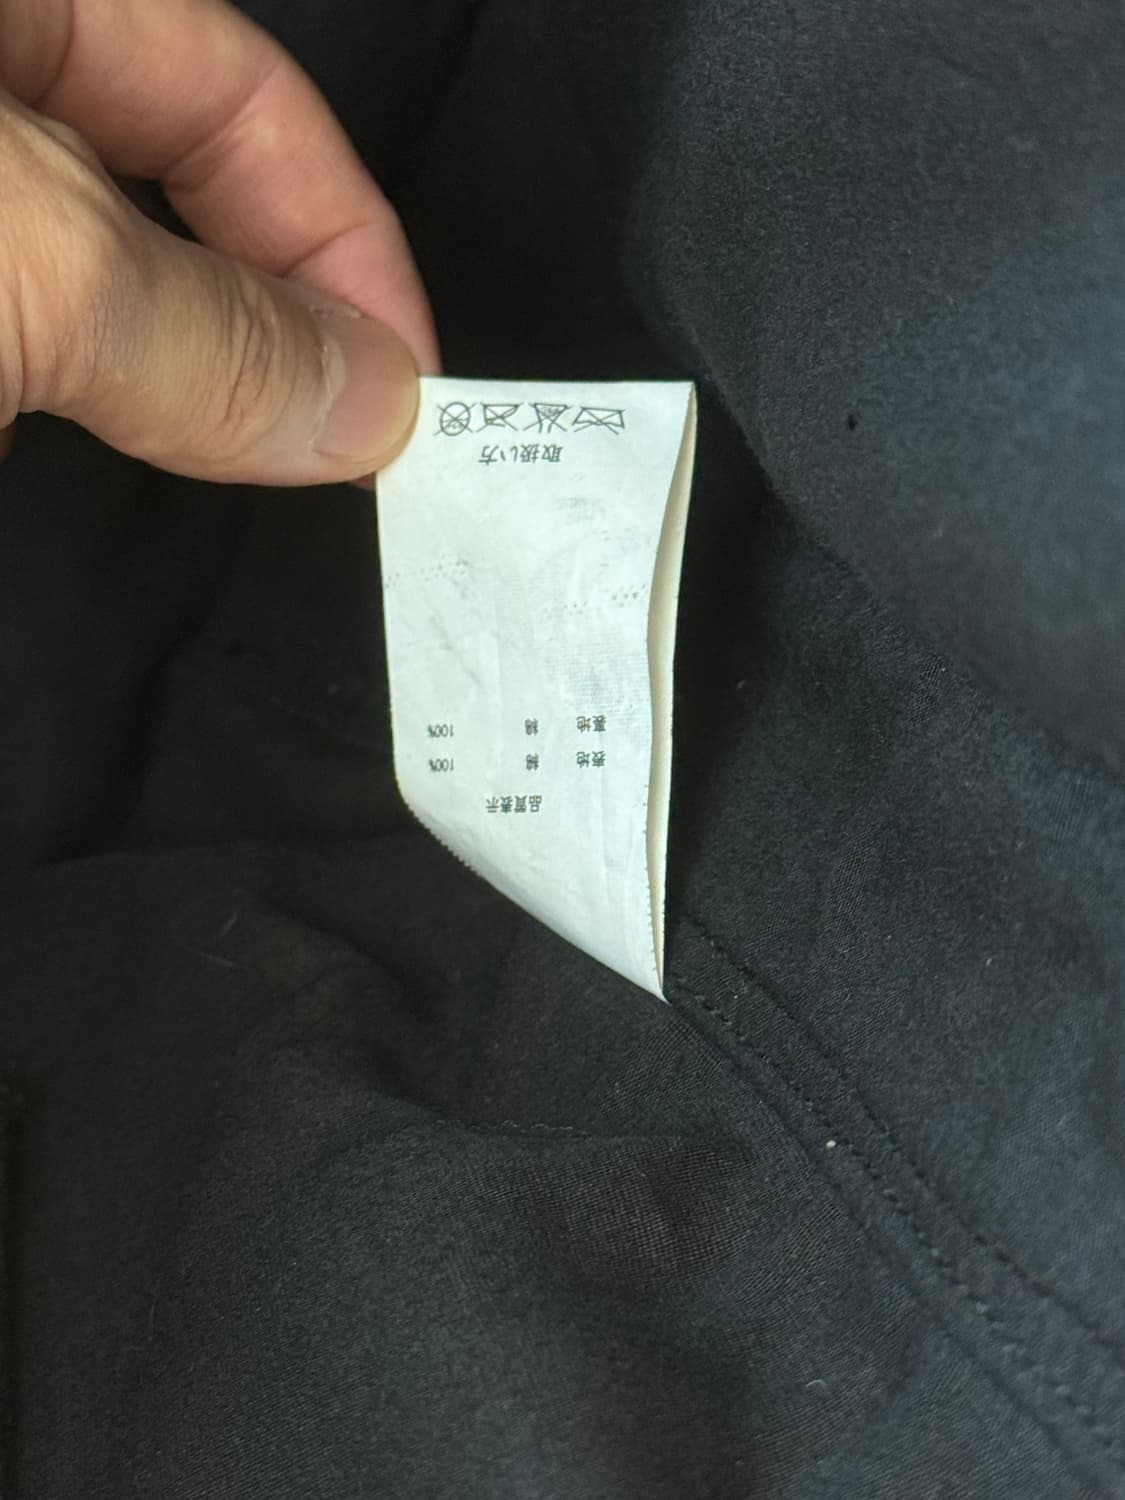 品質表示
表地 綿 100%
裏地 綿 100%
取扱い方